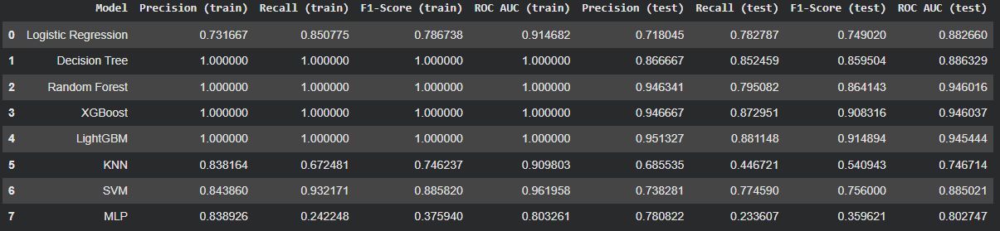 Model Precision (train) Recall (train) F1-Score (train) ROC AUC (train) Precision (test) Recall (test) F1-Score (test) ROC AUC (test)
0 Logistic Regression 0.731667 0.850775 0.786738 0.914682 0.718045 0.782787 0.749020 0.882660
1 Decision Tree 1.000000 1.000000 1.000000 1.000000 0.866667 0.852459 0.859504 0.886329
2 Random Forest 1.000000 1.000000 1.000000 1.000000 0.946341 0.795082 0.864143 0.946016
3 XGBoost 1.000000 1.000000 1.000000 1.000000 0.946667 0.872951 0.908316 0.946037
4 LightGBM 1.000000 1.000000 1.000000 1.000000 0.951327 0.881148 0.914894 0.945444
5 KNN 0.838164 0.672481 0.746237 0.909803 0.685535 0.446721 0.540943 0.746714
6 SVM 0.843860 0.932171 0.885820 0.961958 0.738281 0.774590 0.756000 0.885021
7 MLP 0.838926 0.242248 0.375940 0.803261 0.780822 0.233607 0.359621 0.802747